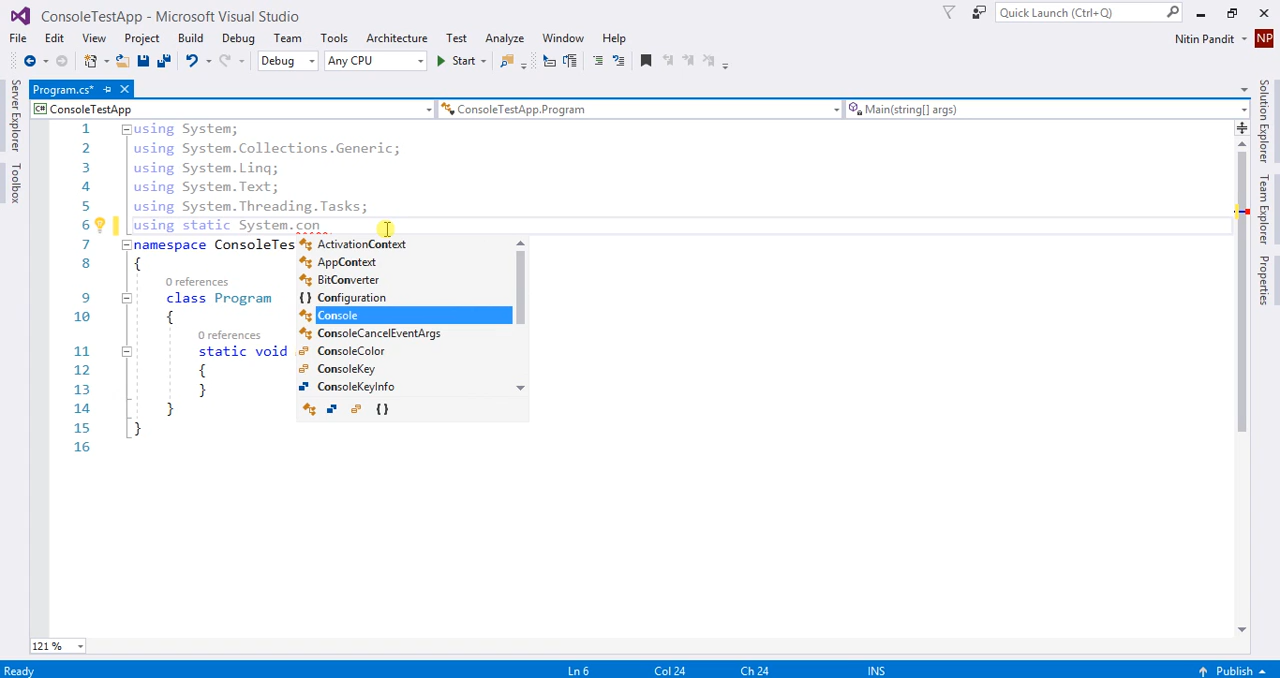 ConsoleTestApp - Microsoft Visual Studio
Quick Launch (Ctrl+Q)
File Edit View Project Build Debug Team Tools Architecture Test Analyze Window Help
Nitin Pandit NP
Debug Any CPU Start
Program.cs*
C# ConsoleTestApp ConsoleTestApp.Program Main(string[] args)
Server Explorer
Toolbox
Solution Explorer
Team Explorer
Properties
1 using System;
2 using System.Collections.Generic;
3 using System.Linq;
4 using System.Text;
5 using System.Threading.Tasks;
6 using static System.con
7 namespace ConsoleTes
8 {
0 references
9 class Program
10 {
0 references
11 static void
12 {
13 }
14 }
15 }
16
ActivationContext
AppContext
BitConverter
{} Configuration
Console
ConsoleCancelEventArgs
ConsoleColor
ConsoleKey
ConsoleKeyInfo
{}
121 %
Ready Ln 6 Col 24 Ch 24 INS Publish